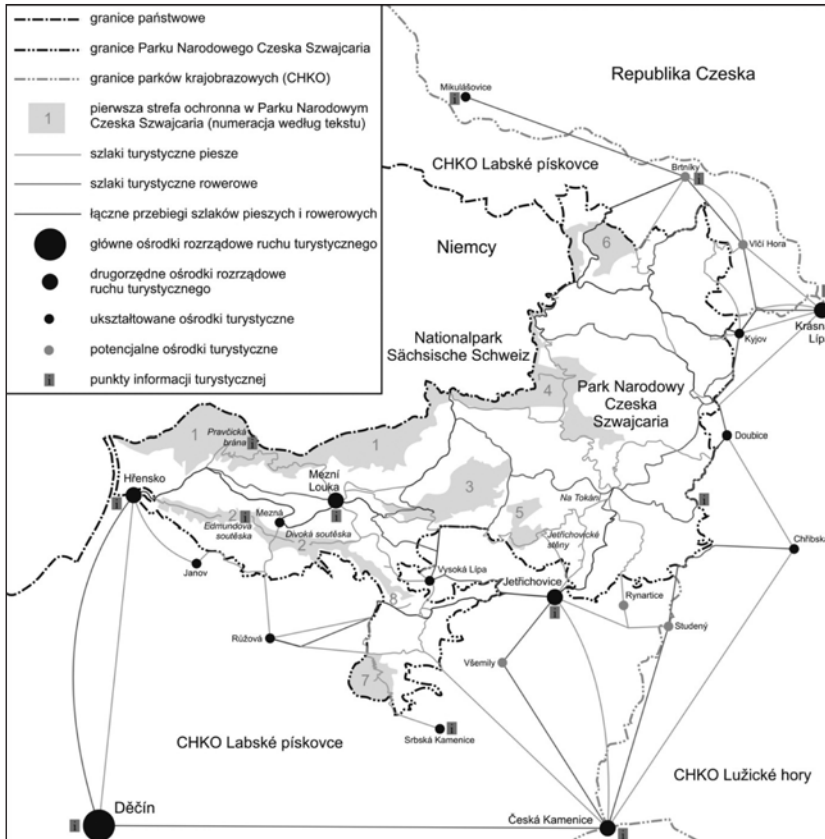 granice państwowe
granice Parku Narodowego Czeska Szwajcaria
granice parków krajobrazowych (CHKO)
1
pierwsza strefa ochronna w Parku Narodowym
Czeska Szwajcaria (numeracja według tekstu)
szlaki turystyczne piesze
szlaki turystyczne rowerowe
łączne przebiegi szlaków pieszych i rowerowych
główne ośrodki rozrządowe ruchu turystycznego
drugorzędne ośrodki rozrządowe
ruchu turystycznego
ukształtowane ośrodki turystyczne
potencjalne ośrodki turystyczne
i
punkty informacji turystycznej
Republika Czeska
Mikulášovice
i
CHKO Labské pískovce
Brtníky
i
Niemcy
6
Vlčí Hora
Nationalpark
Sächsische Schweiz
Krásná
Lípa
Kyjov
4
Park Narodowy
Czeska
Szwajcaria
Doubice
1
Pravčická
brána
i
1
Hřensko
i
Mezní
Louka
i
3
Na Tokáni
i
5
2
i
Mezná
Edmundova
soutěska
Divoká soutěska
2
Jetřichovické
stěny
Chřibská
Janov
Vysoká Lípa
Jetřichovice
i
8
Rynartice
Studený
Růžová
Všemily
7
Srbská Kamenice
i
CHKO Labské pískovce
CHKO Lužické hory
Děčín
i
Česká Kamenice
i